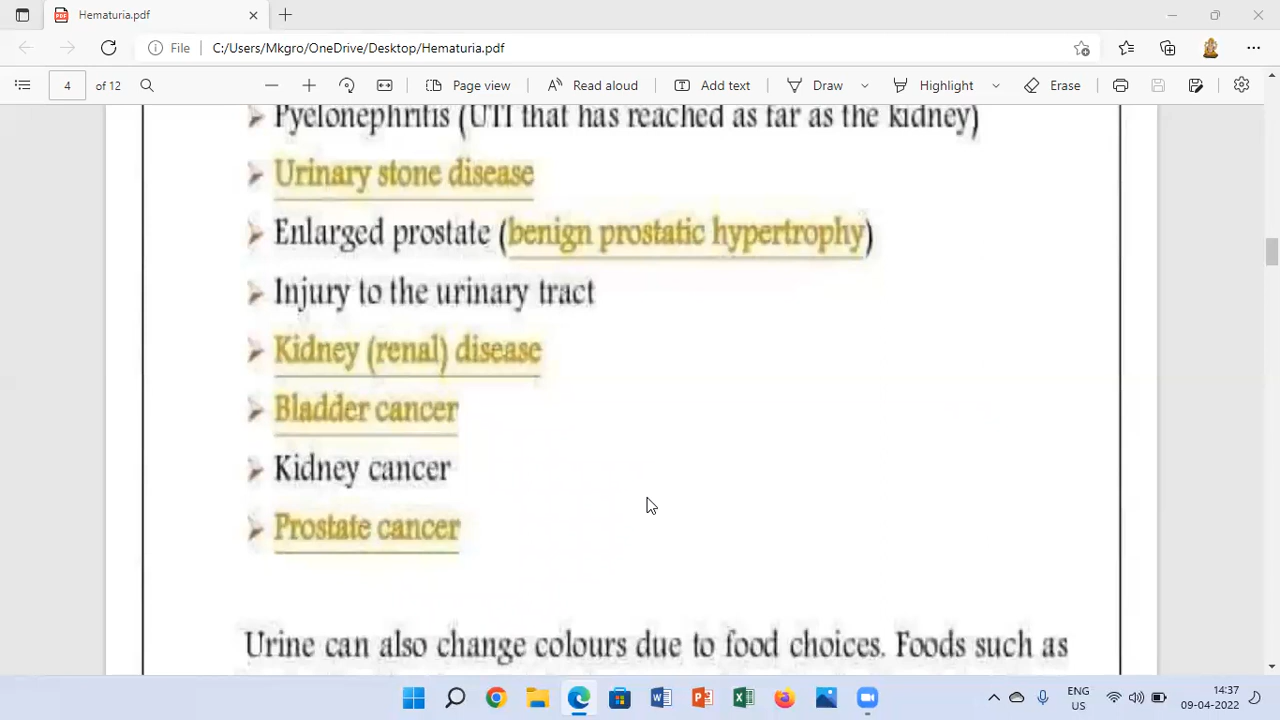 Hematuria.pdf
File
C:/Users/Mkgro/OneDrive/Desktop/Hematuria.pdf
4 of 12
Page view
Read aloud
Add text
Draw
Highlight
Erase
➤ Pyelonephritis (UTI that has reached as far as the kidney)
➤ Urinary stone disease
➤ Enlarged prostate (benign prostatic hypertrophy)
➤ Injury to the urinary tract
➤ Kidney (renal) disease
➤ Bladder cancer
➤ Kidney cancer
➤ Prostate cancer
Urine can also change colours due to food choices. Foods such as
ENG
US
14:37
09-04-2022